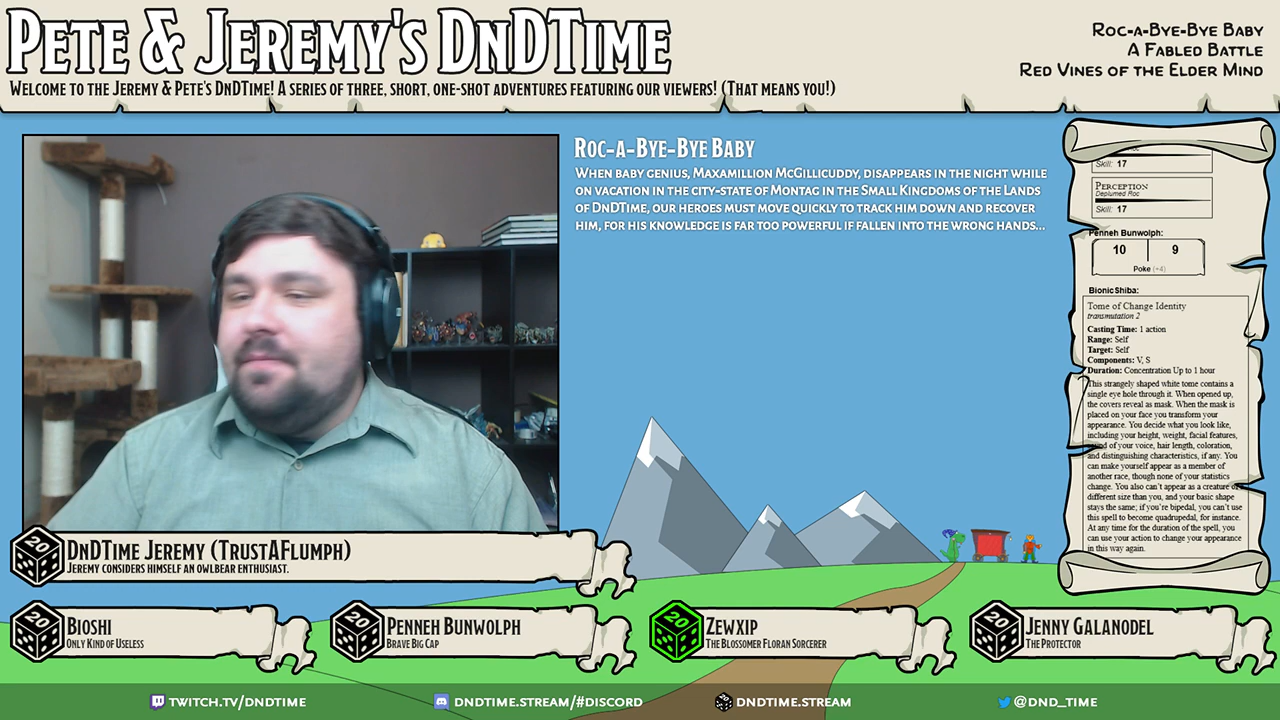 Pete & Jeremy's DnDTime
Welcome to the Jeremy & Pete's DnDTime! A series of three, short, one-shot adventures featuring our viewers! (That means you!)
Roc-a-Bye-Bye Baby
A Fabled Battle
Red Vines of the Elder Mind
Roc-a-Bye-Bye Baby
When baby genius, Maxamillion McGillicuddy, disappears in the night while
on vacation in the city-state of Montag in the Small Kingdoms of the Lands
of DnDTime, our heroes must move quickly to track him down and recover
him, for his knowledge is far too powerful if fallen into the wrong hands...
Skill: 17
Perception
Deplumed Roc
Skill: 17
Penneh Bunwolph:
10 9
Poke (+4)
BionicShiba:
Tome of Change Identity
transmutation 2
Casting Time: 1 action
Range: Self
Target: Self
Components: V, S
Duration: Concentration Up to 1 hour
This strangely shaped white tome contains a
single eye hole through it. When opened up,
the covers reveal as mask. When the mask is
placed on your face you transform your
appearance. You decide what you look like,
including your height, weight, facial features,
sound of your voice, hair length, coloration,
and distinguishing characteristics, if any. You
can make yourself appear as a member of
another race, though none of your statistics
change. You also can't appear as a creature of
different size than you, and your basic shape
stays the same; if you're bipedal, you can't use
this spell to become quadrupedal, for instance.
At any time for the duration of the spell, you
can use your action to change your appearance
in this way again.
20
DnDTime Jeremy (TrustAFlumph)
Jeremy considers himself an owlbear enthusiast.
20
Bioshi
Only Kind of Useless
20
Penneh Bunwolph
Brave Big Cap
20
Zewxip
The Blossomer Floran Sorcerer
20
Jenny Galanodel
The Protector
twitch.tv/dndtime
dndtime.stream/#discord
dndtime.stream
@dnd_time